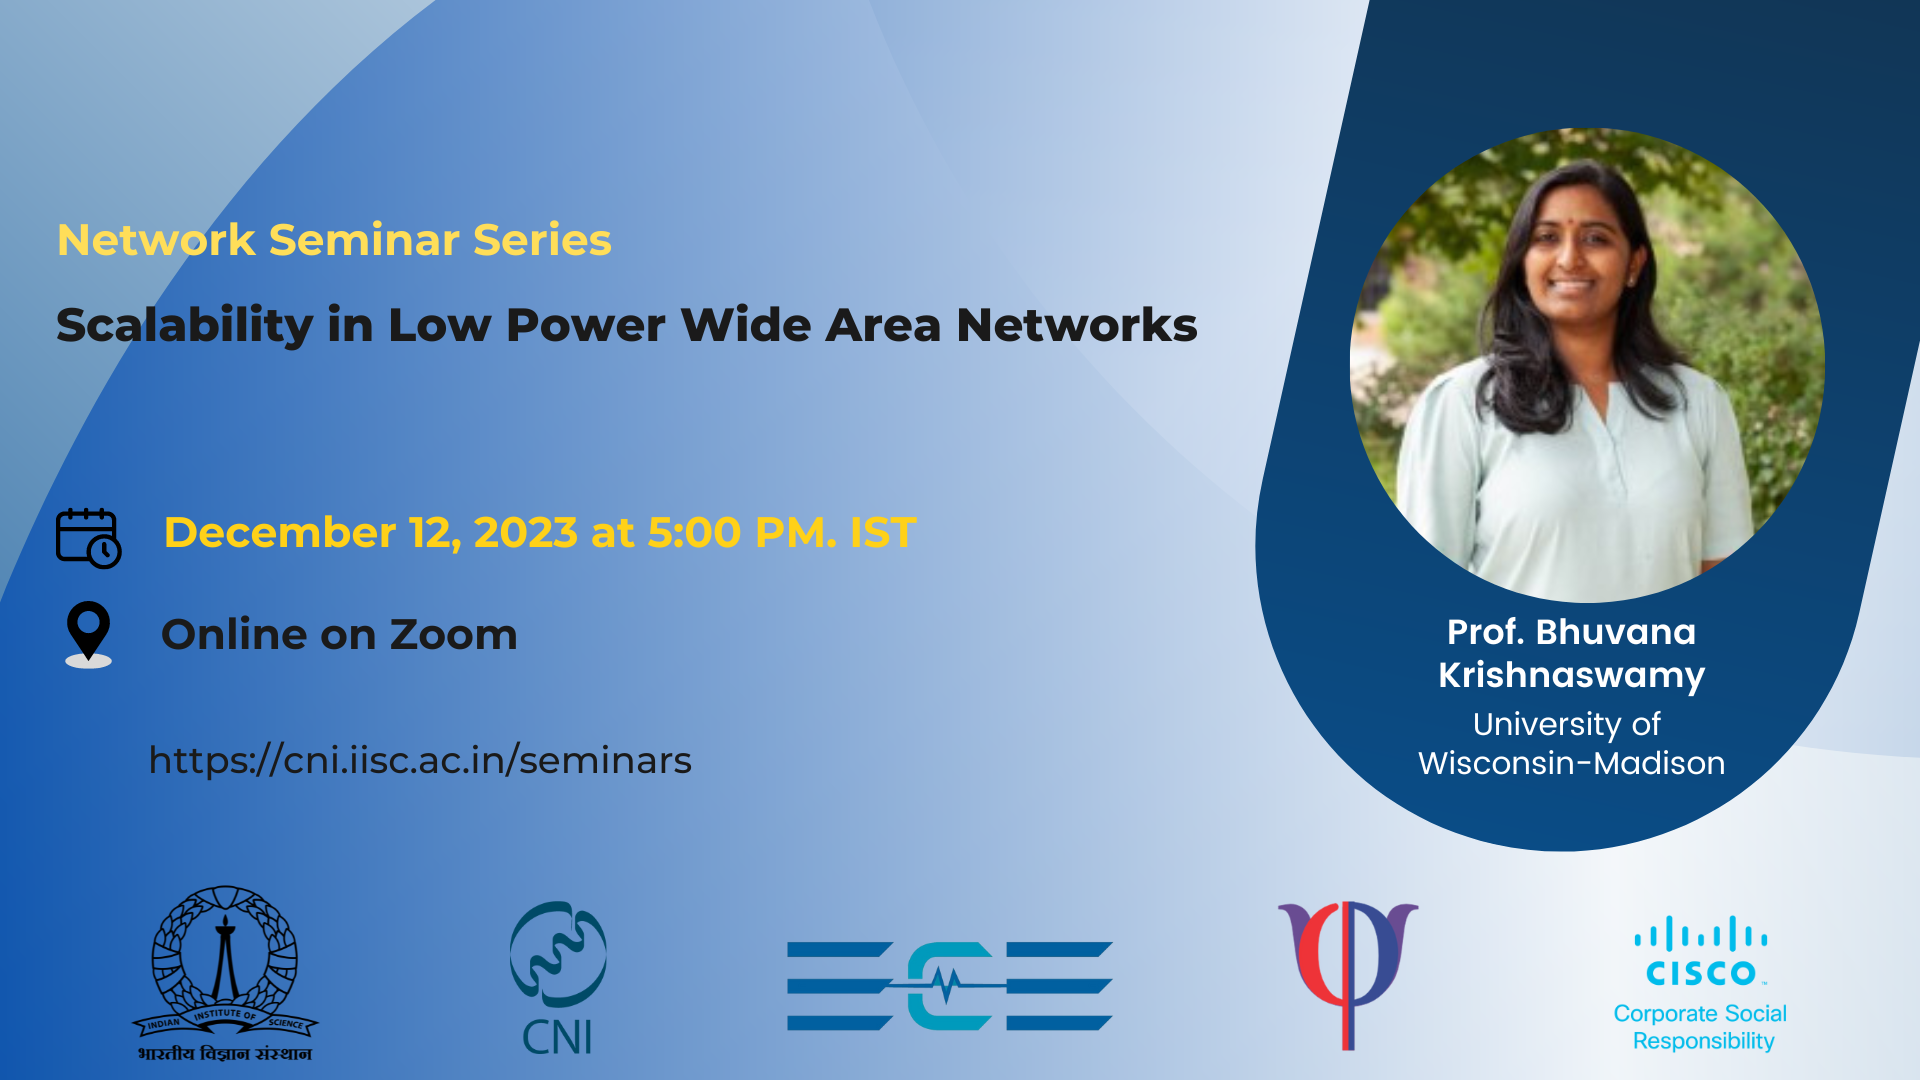 Network Seminar Series
Scalability in Low Power Wide Area Networks
December 12, 2023 at 5:00 PM. IST
Online on Zoom
https://cni.iisc.ac.in/seminars
Prof. Bhuvana
Krishnaswamy
University of
Wisconsin-Madison
INDIAN INSTITUTE OF SCIENCE
भारतीय विज्ञान संस्थान
CNI
ECE
CISCO
Corporate Social
Responsibility